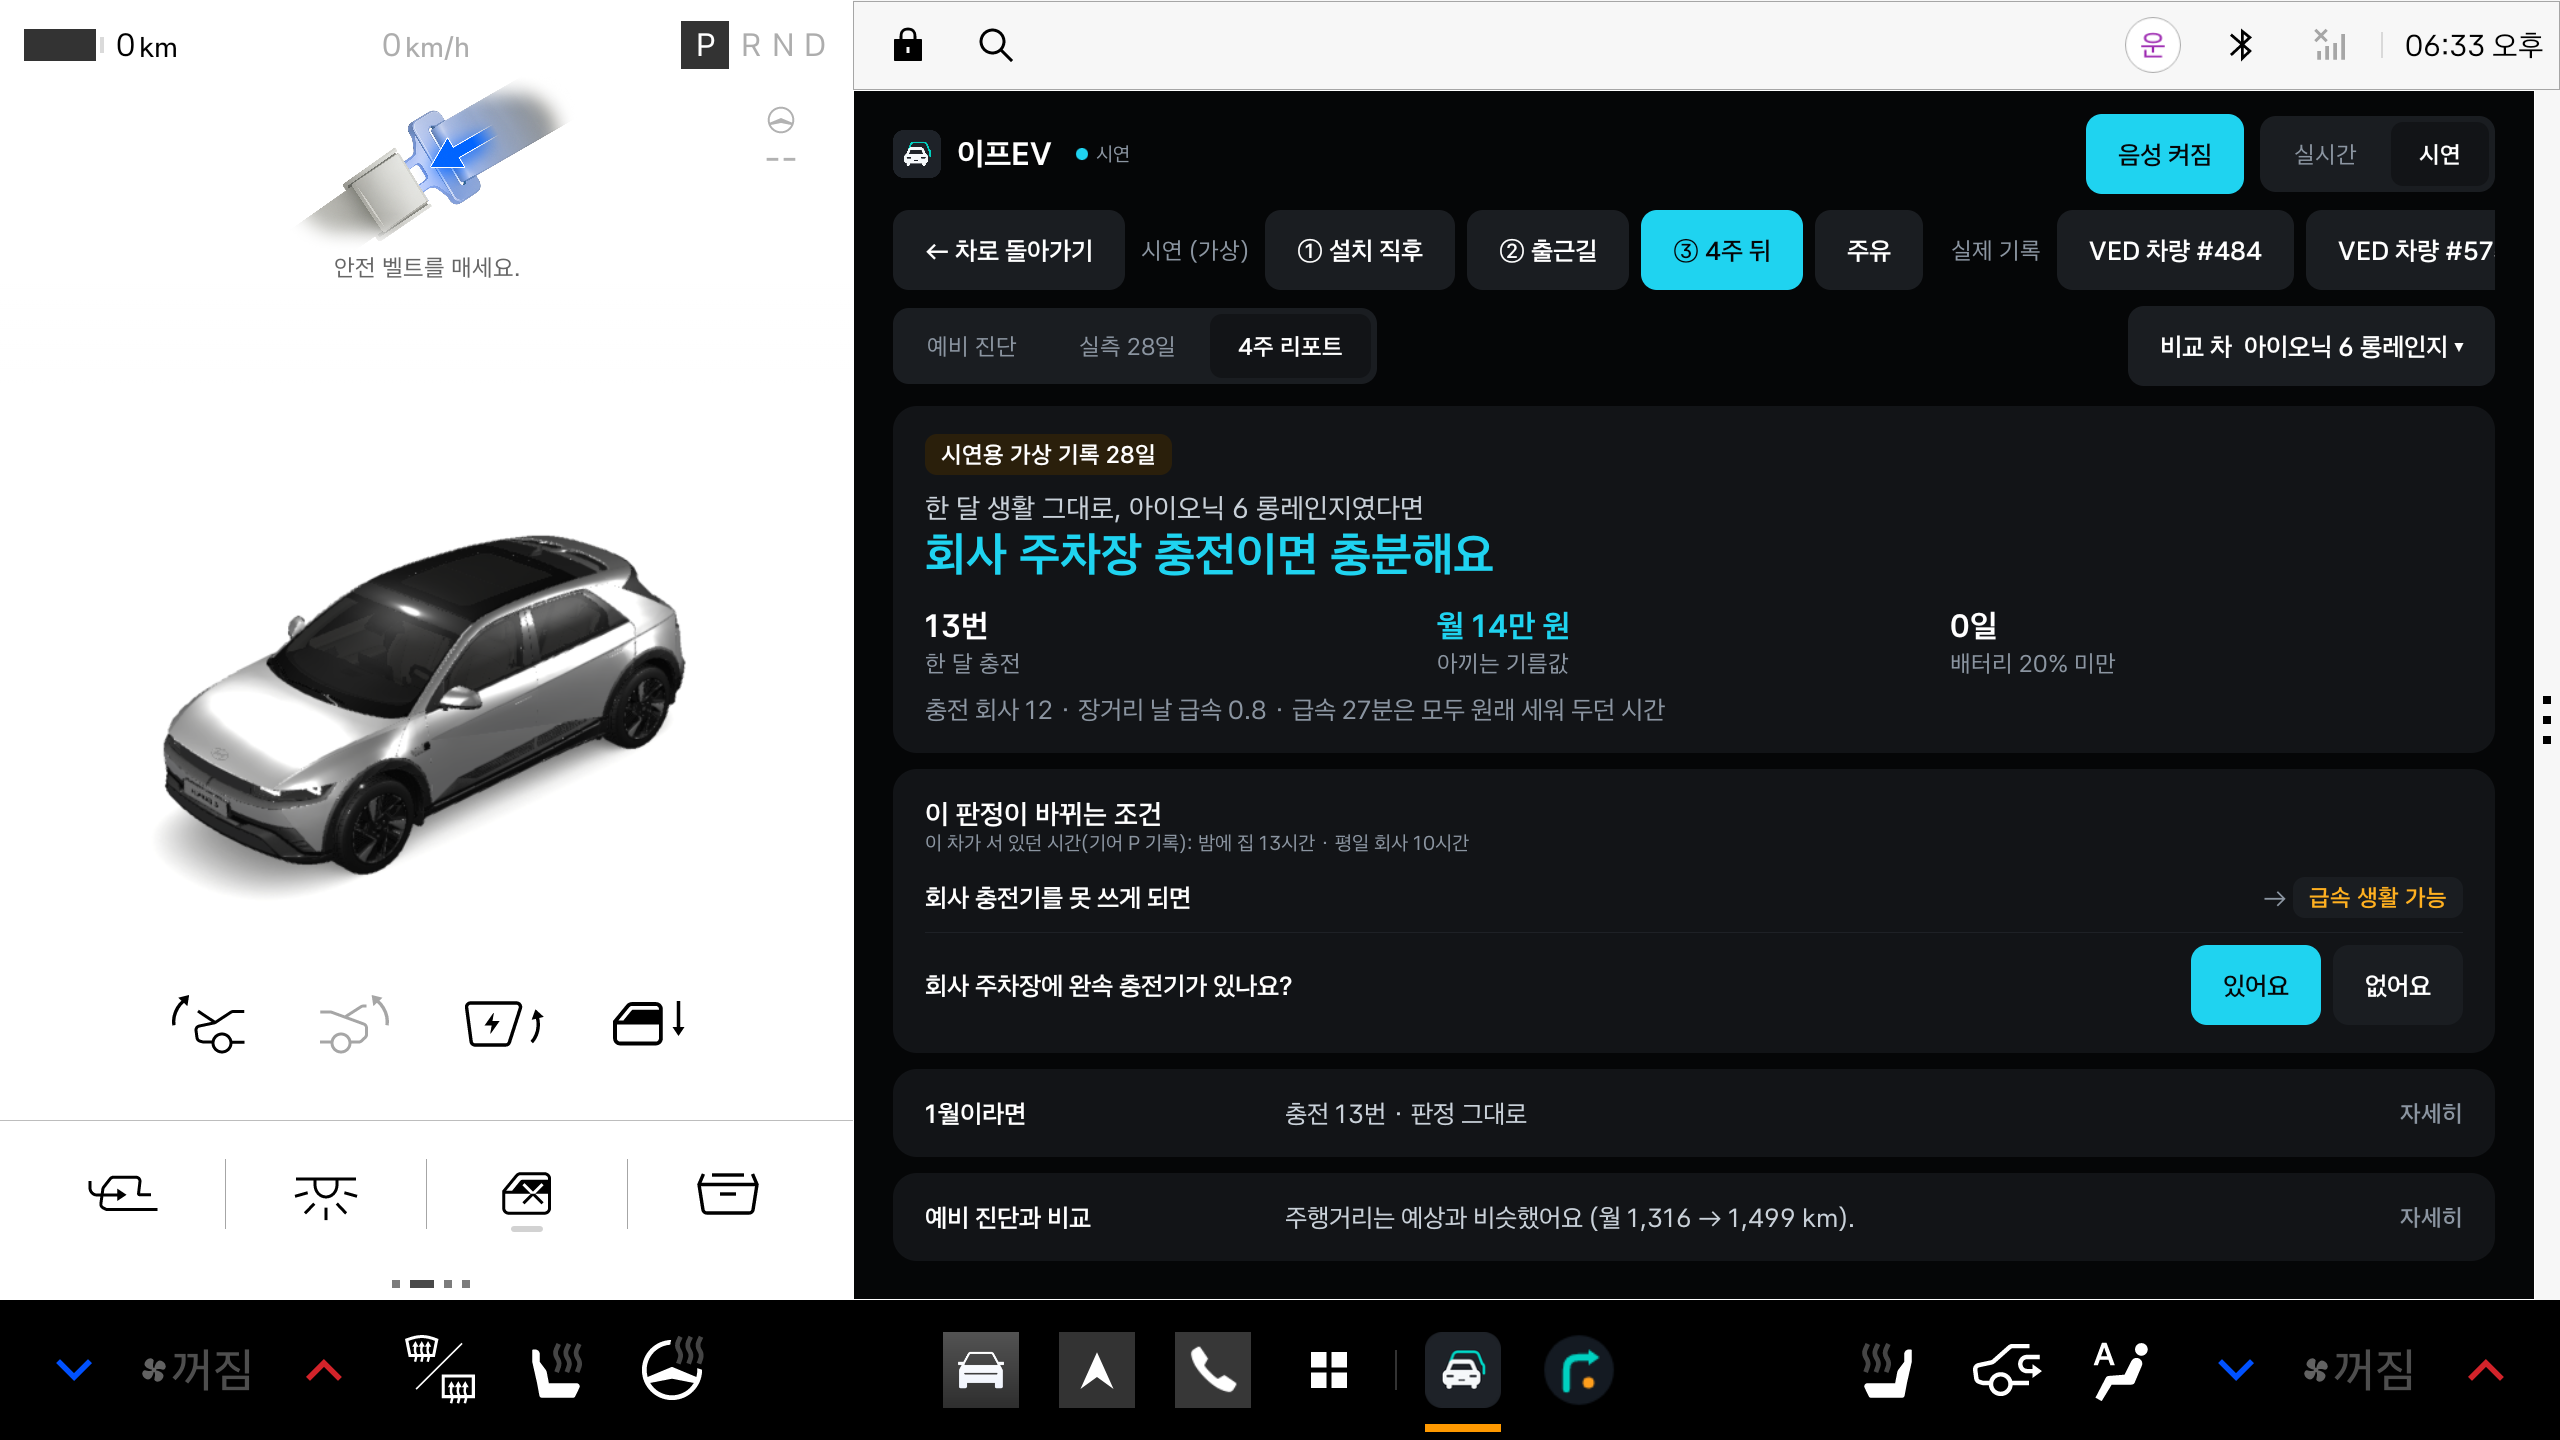 0 km
0 km/h
P R N D
안전 벨트를 매세요.
운
06:33 오후
이프EV
시연
음성 켜짐
실시간
시연
← 차로 돌아가기
시연 (가상)
① 설치 직후
② 출근길
③ 4주 뒤
주유
실제 기록
VED 차량 #484
VED 차량 #57
예비 진단
실측 28일
4주 리포트
비교 차 아이오닉 6 롱레인지 ▾
시연용 가상 기록 28일
한 달 생활 그대로, 아이오닉 6 롱레인지였다면
회사 주차장 충전이면 충분해요
13번
월 14만 원
0일
한 달 충전
아끼는 기름값
배터리 20% 미만
충전 회사 12 · 장거리 날 급속 0.8 · 급속 27분은 모두 원래 세워 두던 시간
이 판정이 바뀌는 조건
이 차가 서 있던 시간(기어 P 기록): 밤에 집 13시간 · 평일 회사 10시간
회사 충전기를 못 쓰게 되면
→ 급속 생활 가능
회사 주차장에 완속 충전기가 있나요?
있어요
없어요
1월이라면
충전 13번 · 판정 그대로
자세히
예비 진단과 비교
주행거리는 예상과 비슷했어요 (월 1,316 → 1,499 km).
자세히
꺼짐
A
꺼짐